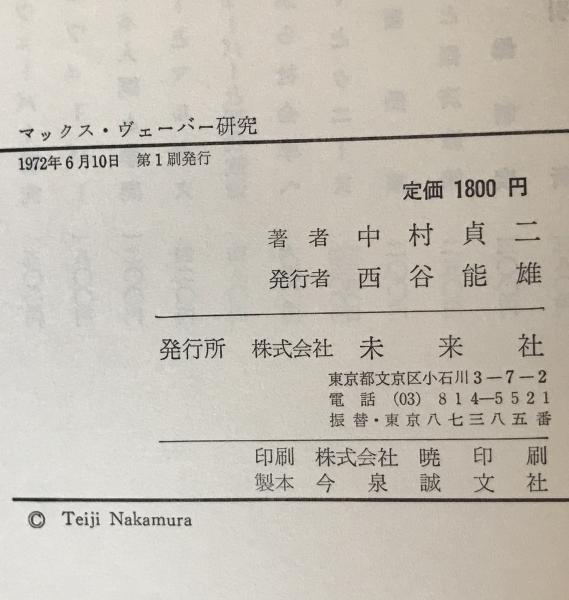 マックス・ヴェーバー研究
1972年6月10日 第1刷発行
定価 1800 円
著者 中村貞二
発行者 西谷能雄
発行所 株式会社 未来社
東京都文京区小石川3−7−2
電話 (03) 814−5521
振替・東京八七三八五番
印刷 株式会社 暁印刷
製本 今泉誠文社
© Teiji Nakamura